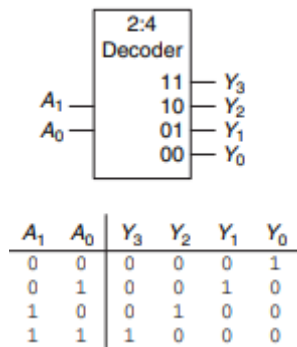 2:4
Decoder
11 Y3
A1 10 Y2
A0 01 Y1
00 Y0
A1 A0 Y3 Y2 Y1 Y0
0 0 0 0 0 1
0 1 0 0 1 0
1 0 0 1 0 0
1 1 1 0 0 0